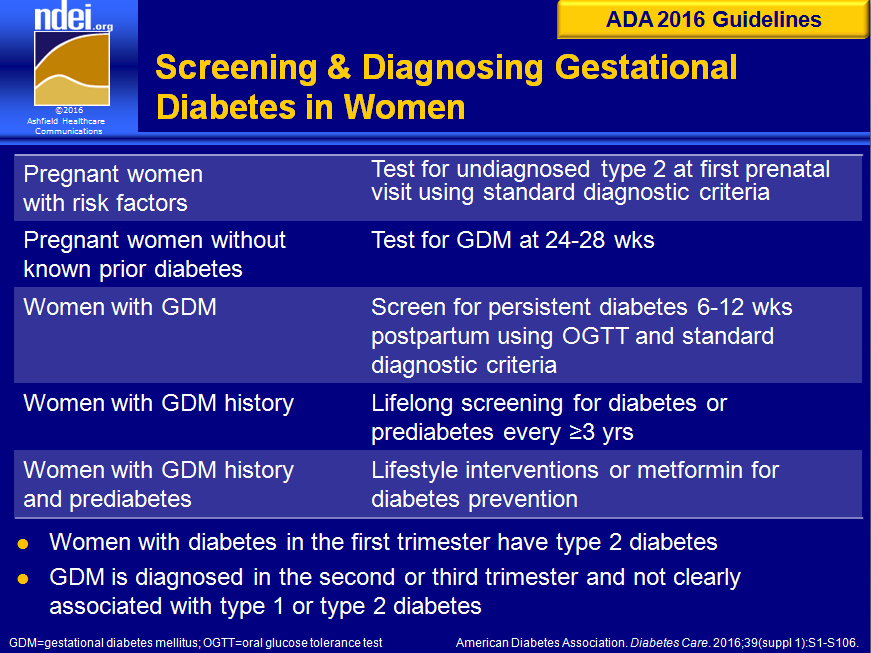 ndei.org
ADA 2016 Guidelines
©2016
Ashfield Healthcare
Communications
Screening & Diagnosing Gestational
Diabetes in Women
Pregnant women
with risk factors
Test for undiagnosed type 2 at first prenatal
visit using standard diagnostic criteria
Pregnant women without
known prior diabetes
Test for GDM at 24-28 wks
Women with GDM
Screen for persistent diabetes 6-12 wks
postpartum using OGTT and standard
diagnostic criteria
Women with GDM history
Lifelong screening for diabetes or
prediabetes every ≥3 yrs
Women with GDM history
and prediabetes
Lifestyle interventions or metformin for
diabetes prevention
● Women with diabetes in the first trimester have type 2 diabetes
● GDM is diagnosed in the second or third trimester and not clearly
associated with type 1 or type 2 diabetes
GDM=gestational diabetes mellitus; OGTT=oral glucose tolerance test
American Diabetes Association. Diabetes Care. 2016;39(suppl 1):S1-S106.